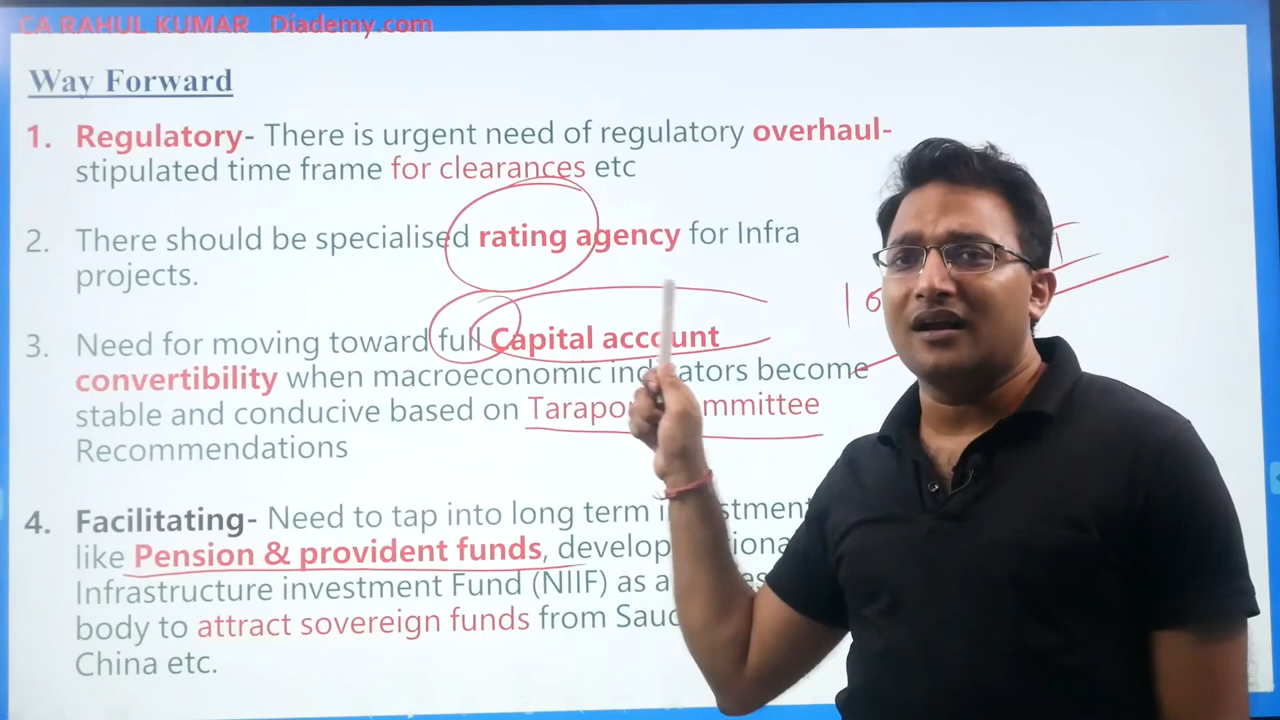 CA RAHUL KUMAR Diademy.com
Way Forward
1. Regulatory- There is urgent need of regulatory overhaul-
stipulated time frame for clearances etc
2. There should be specialised rating agency for Infra
projects.
3. Need for moving toward full Capital account
convertibility when macroeconomic indicators become
stable and conducive based on
Recommendations
4. Facilitating- Need to tap into long term
like Pension & provident funds, develop
Infrastructure investment Fund (NIIF) as a
body to attract sovereign funds from
China etc.